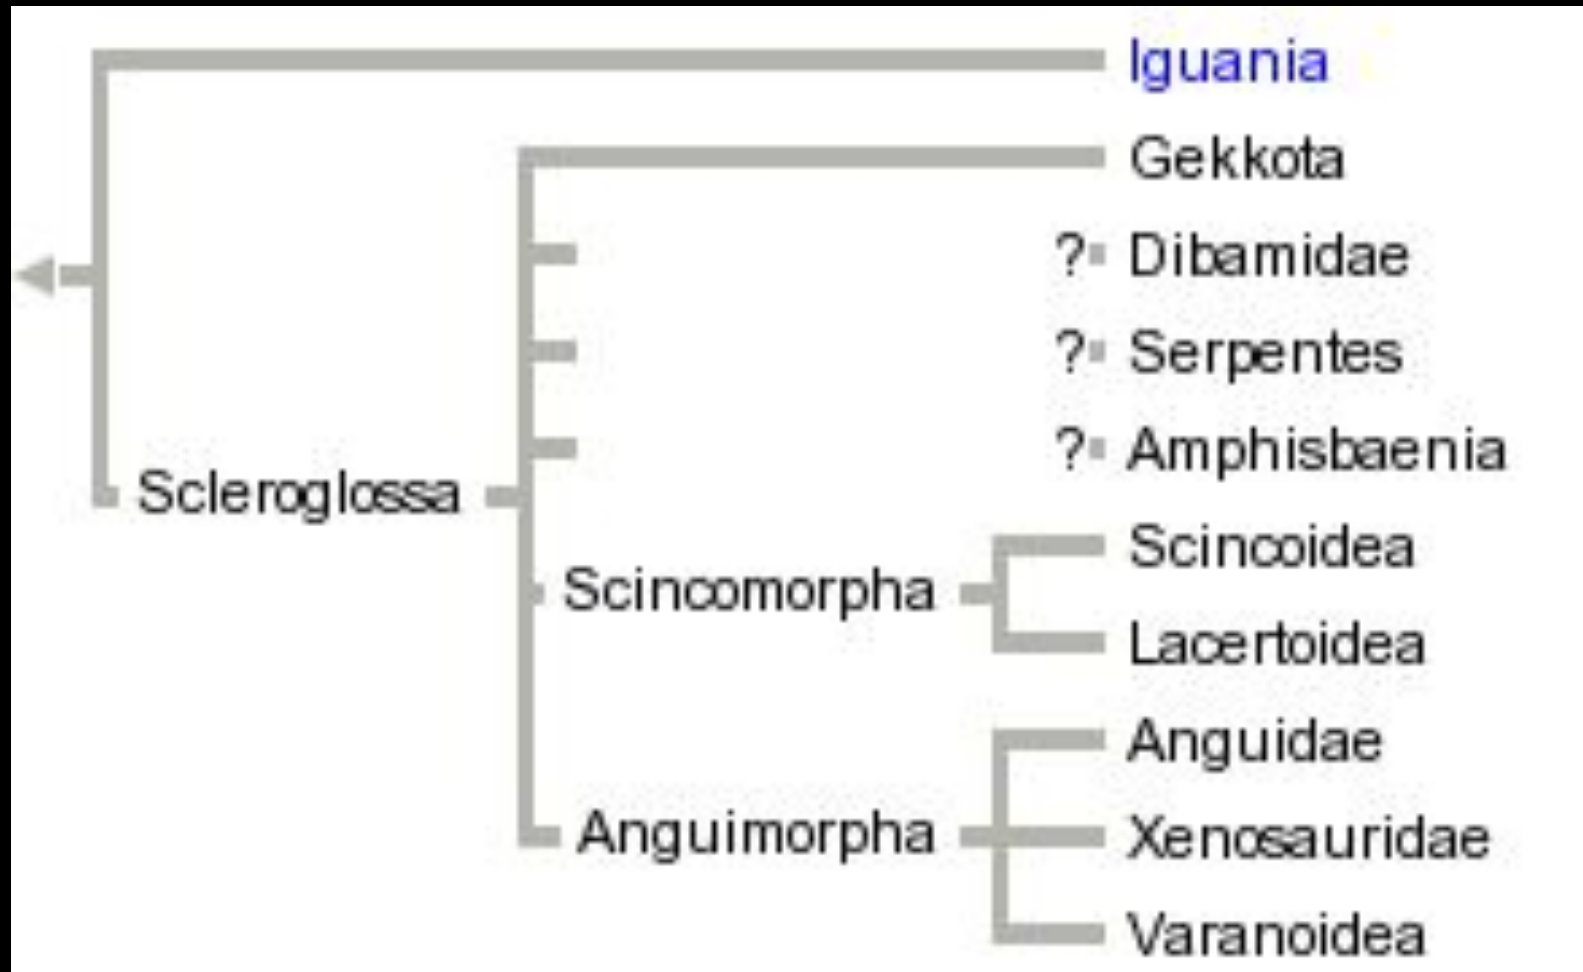 Iguania
Gekkota
? Dibamidae
? Serpentes
? Amphisbaenia
Scleroglossa
Scincoidea
Scincomorpha
Lacertoidea
Anguidae
Anguimorpha
Xenosauridae
Varanoidea